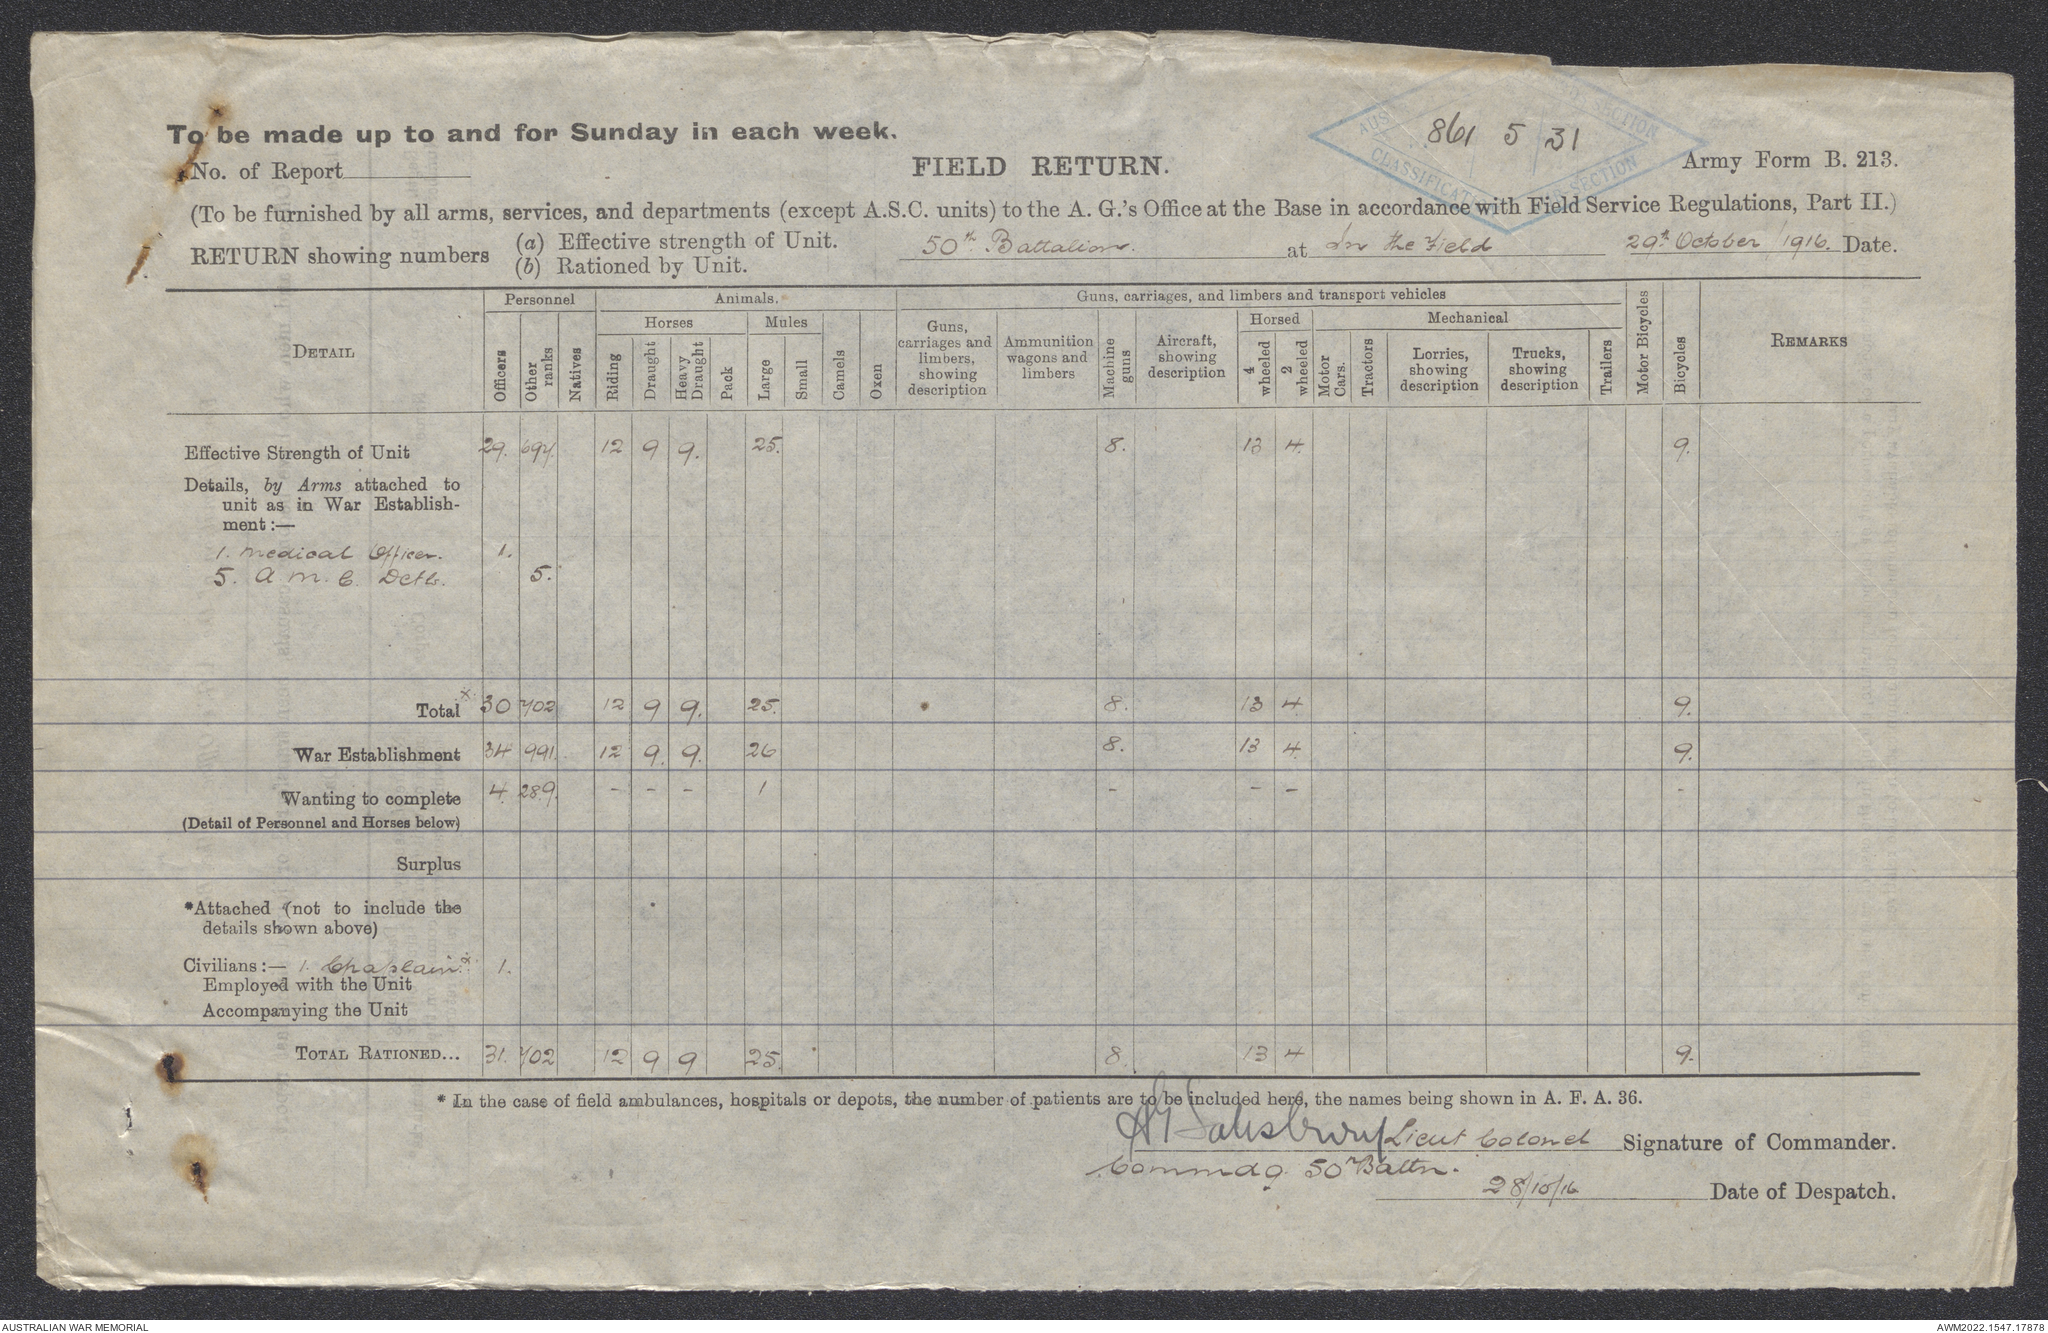 861 5 31
To be made up to and for Sunday in each week.
No. of Report
FIELD RETURN.
Army Form B. 213.
(To be furnished by all arms, services, and departments (except A.S.C. units) to the A. G.'s Office at the Base in accordance with Field Service Regulations, Part II.)
RETURN showing numbers
(a) Effective strength of Unit.
(b) Rationed by Unit.
50th Battalion. at In the Field 29th October 1916. Date.
DETAIL Personnel Animals. Guns, carriages, and limbers and transport vehicles Motor Bicycles Bicycles REMARKS
Horses Mules Horsed Mechanical
Officers Other ranks Natives Riding Draught Heavy Draught Pack Large Small Camels Oxen Guns, carriages and limbers, showing description Ammunition wagons and limbers Machine guns Aircraft, showing description 4 wheeled 2 wheeled Motor Cars. Tractors Lorries, showing description Trucks, showing description Trailers
Effective Strength of Unit 29. 697. 12 9 9. 25. 8. 13 4. 9.
Details, by Arms attached to
unit as in War Establish-
ment :—
1. Medical Officer. 1.
5. A.M.C. Detls. 5.
Total x 30 702 12 9 9. 25. 8. 13 4. 9.
War Establishment 34 991. 12 9. 9. 26 8. 13 4. 9.
Wanting to complete 4. 289. - - - 1 - - - -
(Detail of Personnel and Horses below)
Surplus
*Attached (not to include the
details shown above)
Civilians :— 1. Chaplain x 1.
Employed with the Unit
Accompanying the Unit
TOTAL RATIONED... 31. 702 12 9 9 25. 8. 13 4 9.
* In the case of field ambulances, hospitals or depots, the number of patients are to be included here, the names being shown in A. F. A. 36.
A G Salisbury Lieut Colonel Signature of Commander.
Commdg. 50th Battn.
28/10/16 Date of Despatch.
AUSTRALIAN WAR MEMORIAL
AWM2022.1547.17878